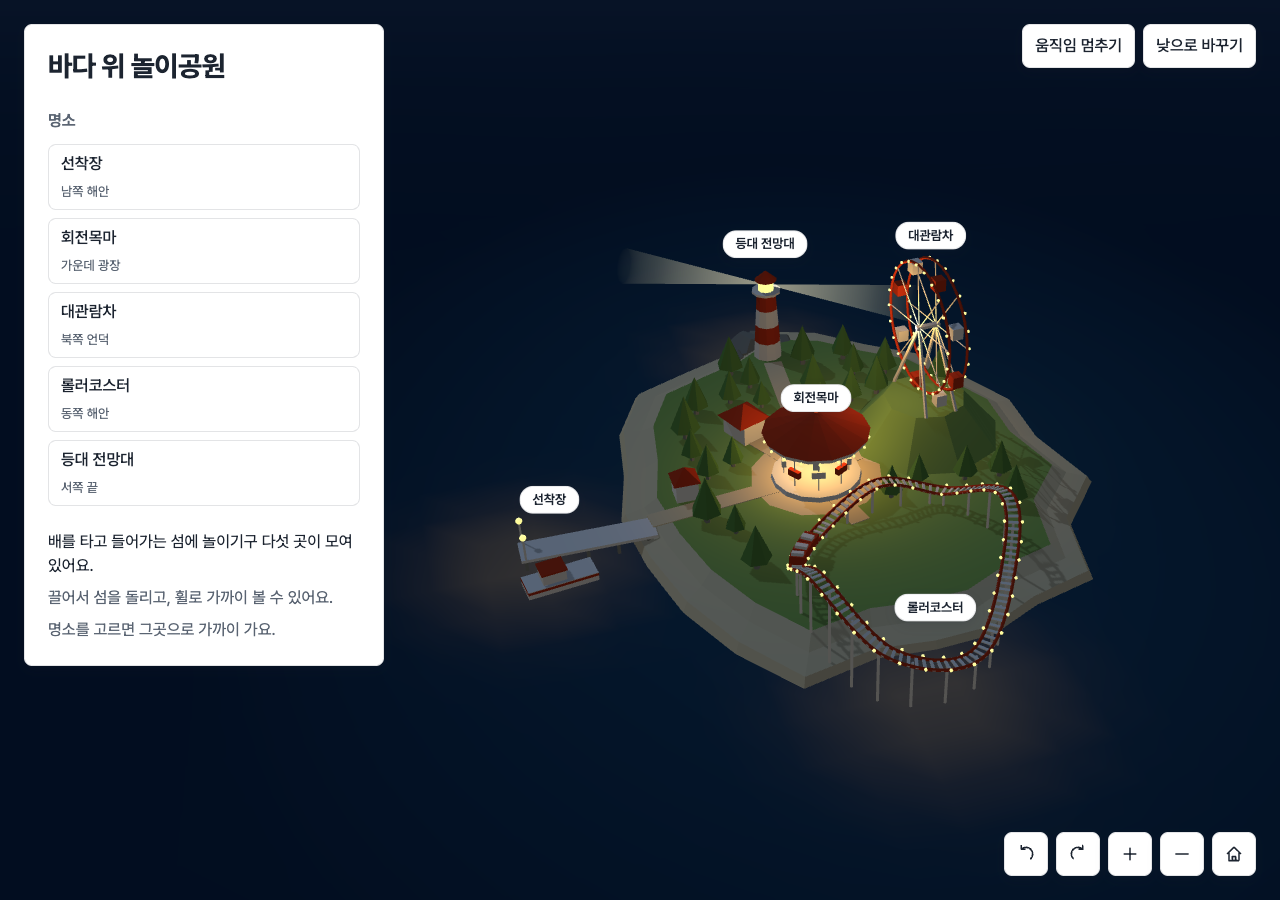 바다 위 놀이공원
명소
선착장
남쪽 해안
회전목마
가운데 광장
대관람차
북쪽 언덕
롤러코스터
동쪽 해안
등대 전망대
서쪽 끝
배를 타고 들어가는 섬에 놀이기구 다섯 곳이 모여
있어요.
끌어서 섬을 돌리고, 휠로 가까이 볼 수 있어요.
명소를 고르면 그곳으로 가까이 가요.
움직임 멈추기
낮으로 바꾸기
등대 전망대
대관람차
회전목마
선착장
롤러코스터